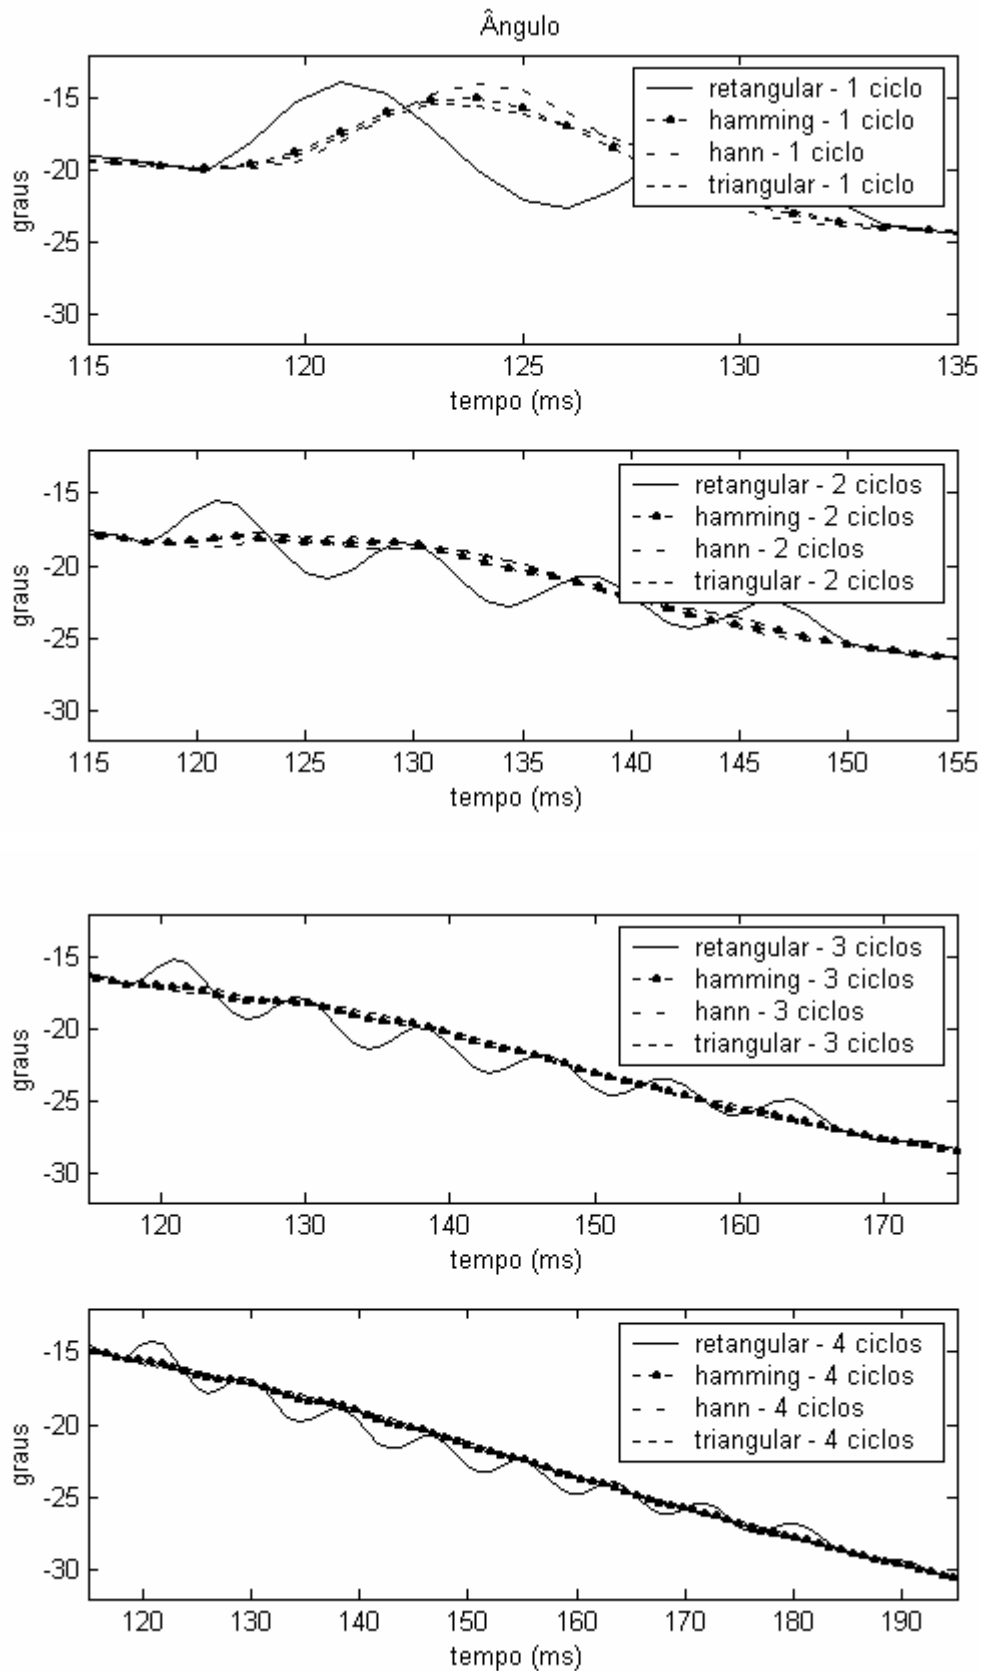 Ângulo
-15
-20
-25
-30
graus
retangular - 1 ciclo
hamming - 1 ciclo
hann - 1 ciclo
triangular - 1 ciclo
115 120 125 130 135
tempo (ms)
-15
-20
-25
-30
graus
retangular - 2 ciclos
hamming - 2 ciclos
hann - 2 ciclos
triangular - 2 ciclos
115 120 125 130 135 140 145 150 155
tempo (ms)
-15
-20
-25
-30
graus
retangular - 3 ciclos
hamming - 3 ciclos
hann - 3 ciclos
triangular - 3 ciclos
120 130 140 150 160 170
tempo (ms)
-15
-20
-25
-30
graus
retangular - 4 ciclos
hamming - 4 ciclos
hann - 4 ciclos
triangular - 4 ciclos
120 130 140 150 160 170 180 190
tempo (ms)